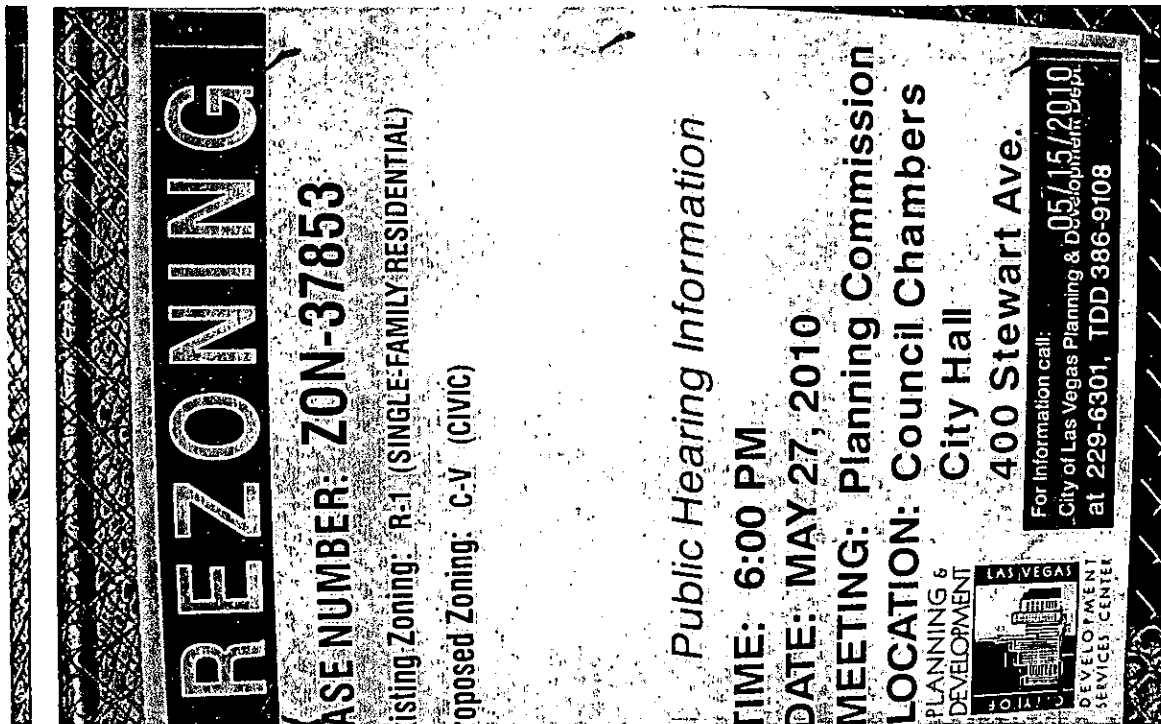 REZONING
ASE NUMBER: ZON-37853
isting Zoning: R-1 (SINGLE-FAMILY RESIDENTIAL)
oposed Zoning: C-V (CIVIC)
Public Hearing Information
TIME: 6:00 PM
DATE: MAY 27, 2010
MEETING: Planning Commission
LOCATION: Council Chambers
City Hall
400 Stewart Ave.
PLANNING &
DEVELOPMENT
CITY OF
LAS VEGAS
DEVELOPMENT
SERVICES CENTER
For Information call:
05/15/2010
City of Las Vegas Planning & Development Dept.
at 229-6301, TDD 386-9108